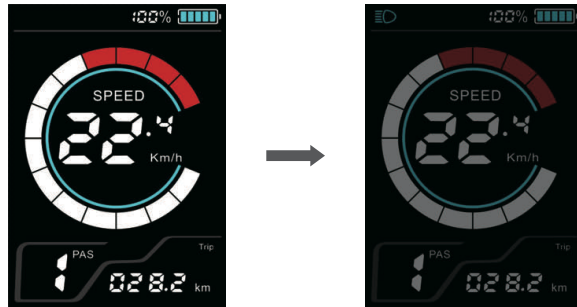 100%
SPEED
22.4
Km/h
1 PAS
Trip
028.2 km
100%
SPEED
22.4
Km/h
1 PAS
Trip
028.2 km